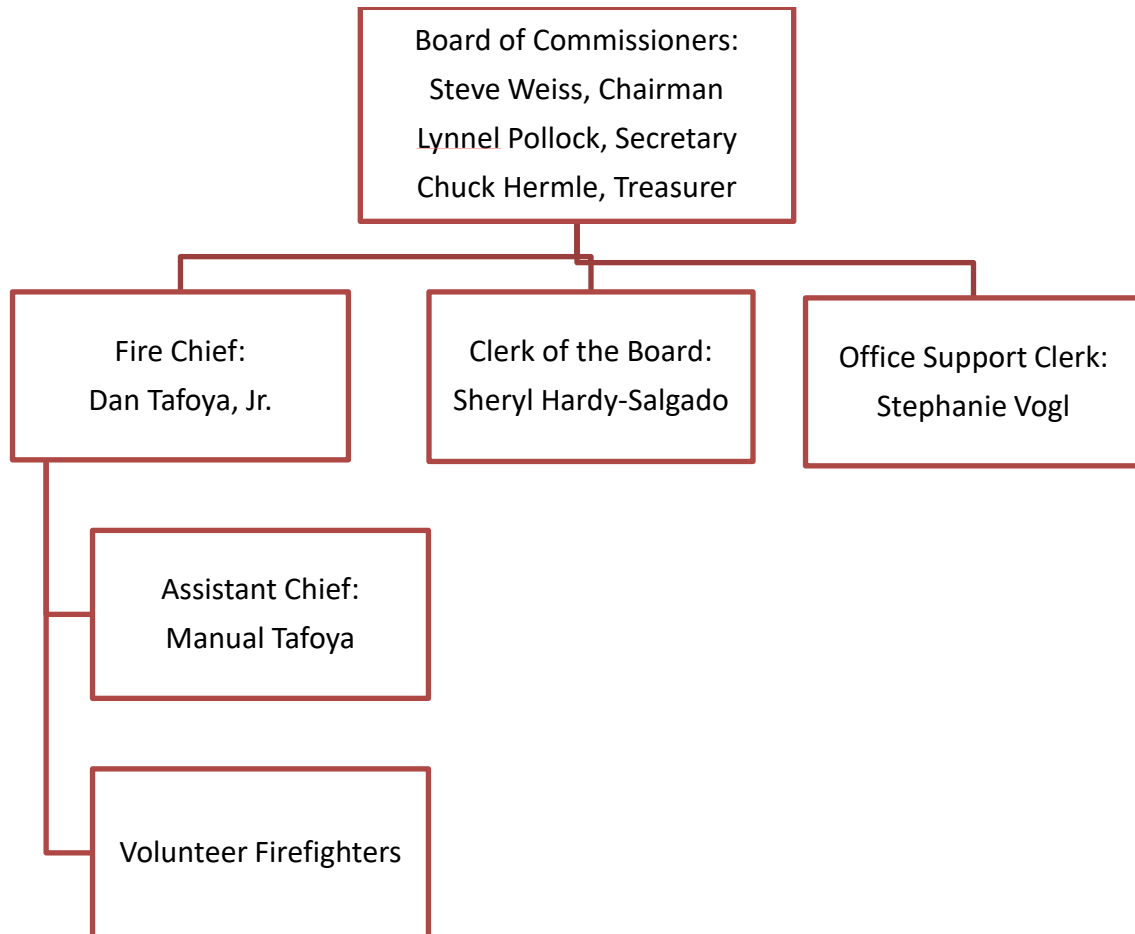 Board of Commissioners:
Steve Weiss, Chairman
Lynnel Pollock, Secretary
Chuck Hermle, Treasurer
Fire Chief:
Dan Tafoya, Jr.
Clerk of the Board:
Sheryl Hardy-Salgado
Office Support Clerk:
Stephanie Vogl
Assistant Chief:
Manual Tafoya
Volunteer Firefighters